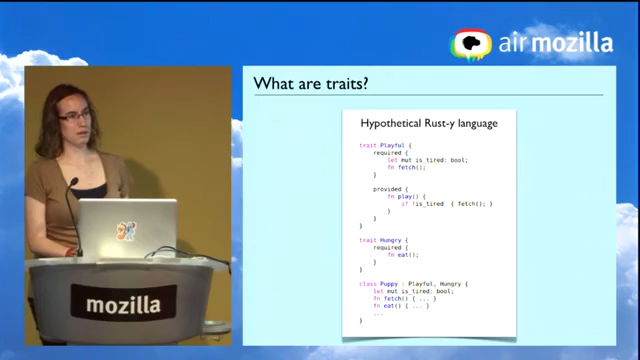 air mozilla
What are traits?
Hypothetical Rust-y language
trait Playful {
required {
let mut is_tired: bool;
fn fetch();
}
provided {
fn play() {
if !is_tired { fetch(); }
}
}
}
trait Hungry {
required {
fn eat();
}
}
class Puppy : Playful, Hungry {
let mut is_tired: bool;
fn fetch() { ... }
fn eat() { ... }
...
}
mozilla